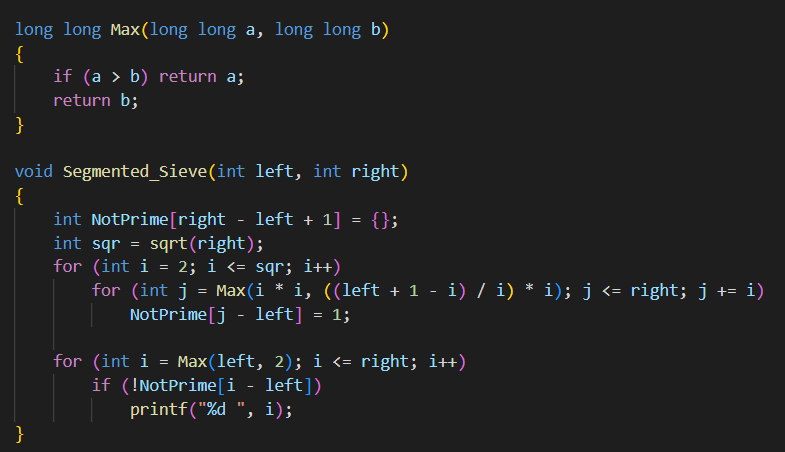 long long Max(long long a, long long b)
{
    if (a > b) return a;
    return b;
}

void Segmented_Sieve(int left, int right)
{
    int NotPrime[right - left + 1] = {};
    int sqr = sqrt(right);
    for (int i = 2; i <= sqr; i++)
        for (int j = Max(i * i, ((left + 1 - i) / i) * i); j <= right; j += i)
            NotPrime[j - left] = 1;

    for (int i = Max(left, 2); i <= right; i++)
        if (!NotPrime[i - left])
            printf("%d ", i);
}